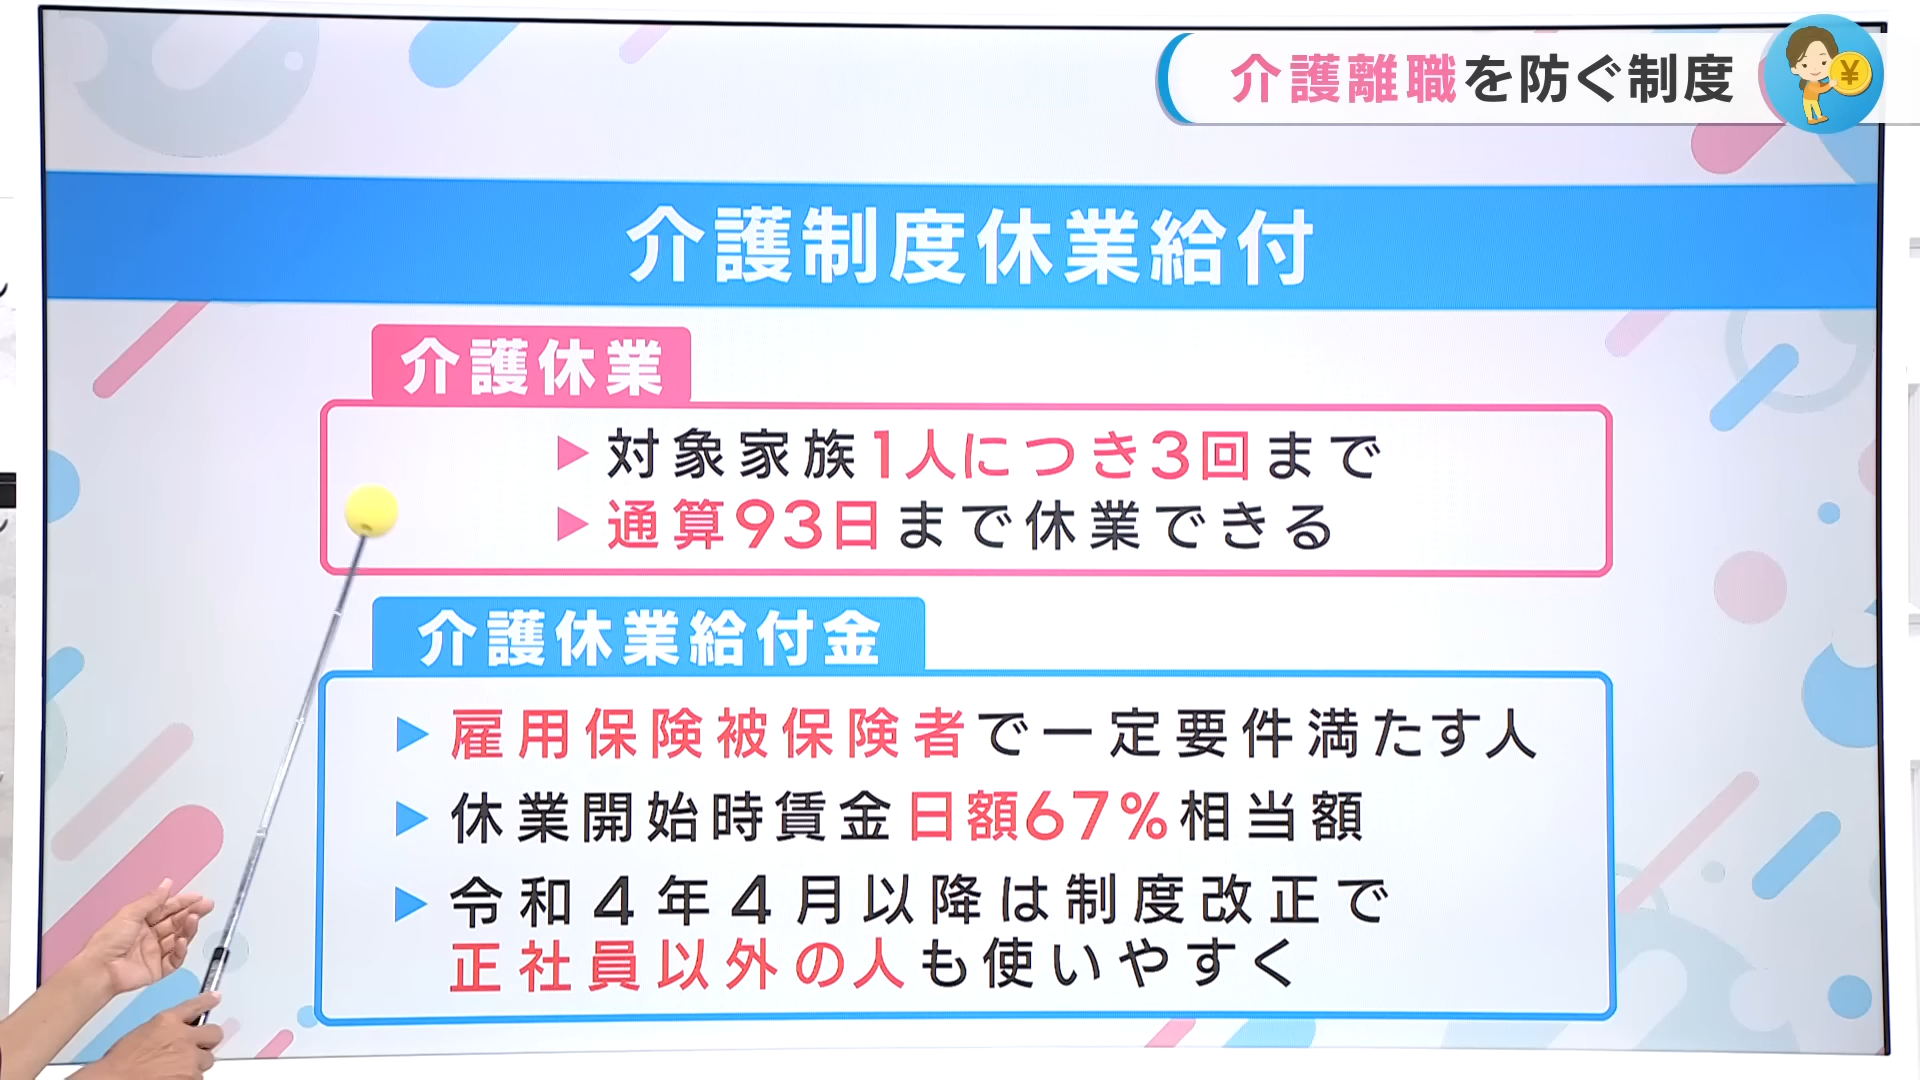 介護離職を防ぐ制度
¥
介護制度休業給付
介護休業
▶対象家族1人につき3回まで
▶通算93日まで休業できる
介護休業給付金
▶雇用保険被保険者で一定要件満たす人
▶休業開始時賃金日額67%相当額
▶令和4年4月以降は制度改正で
正社員以外の人も使いやすく